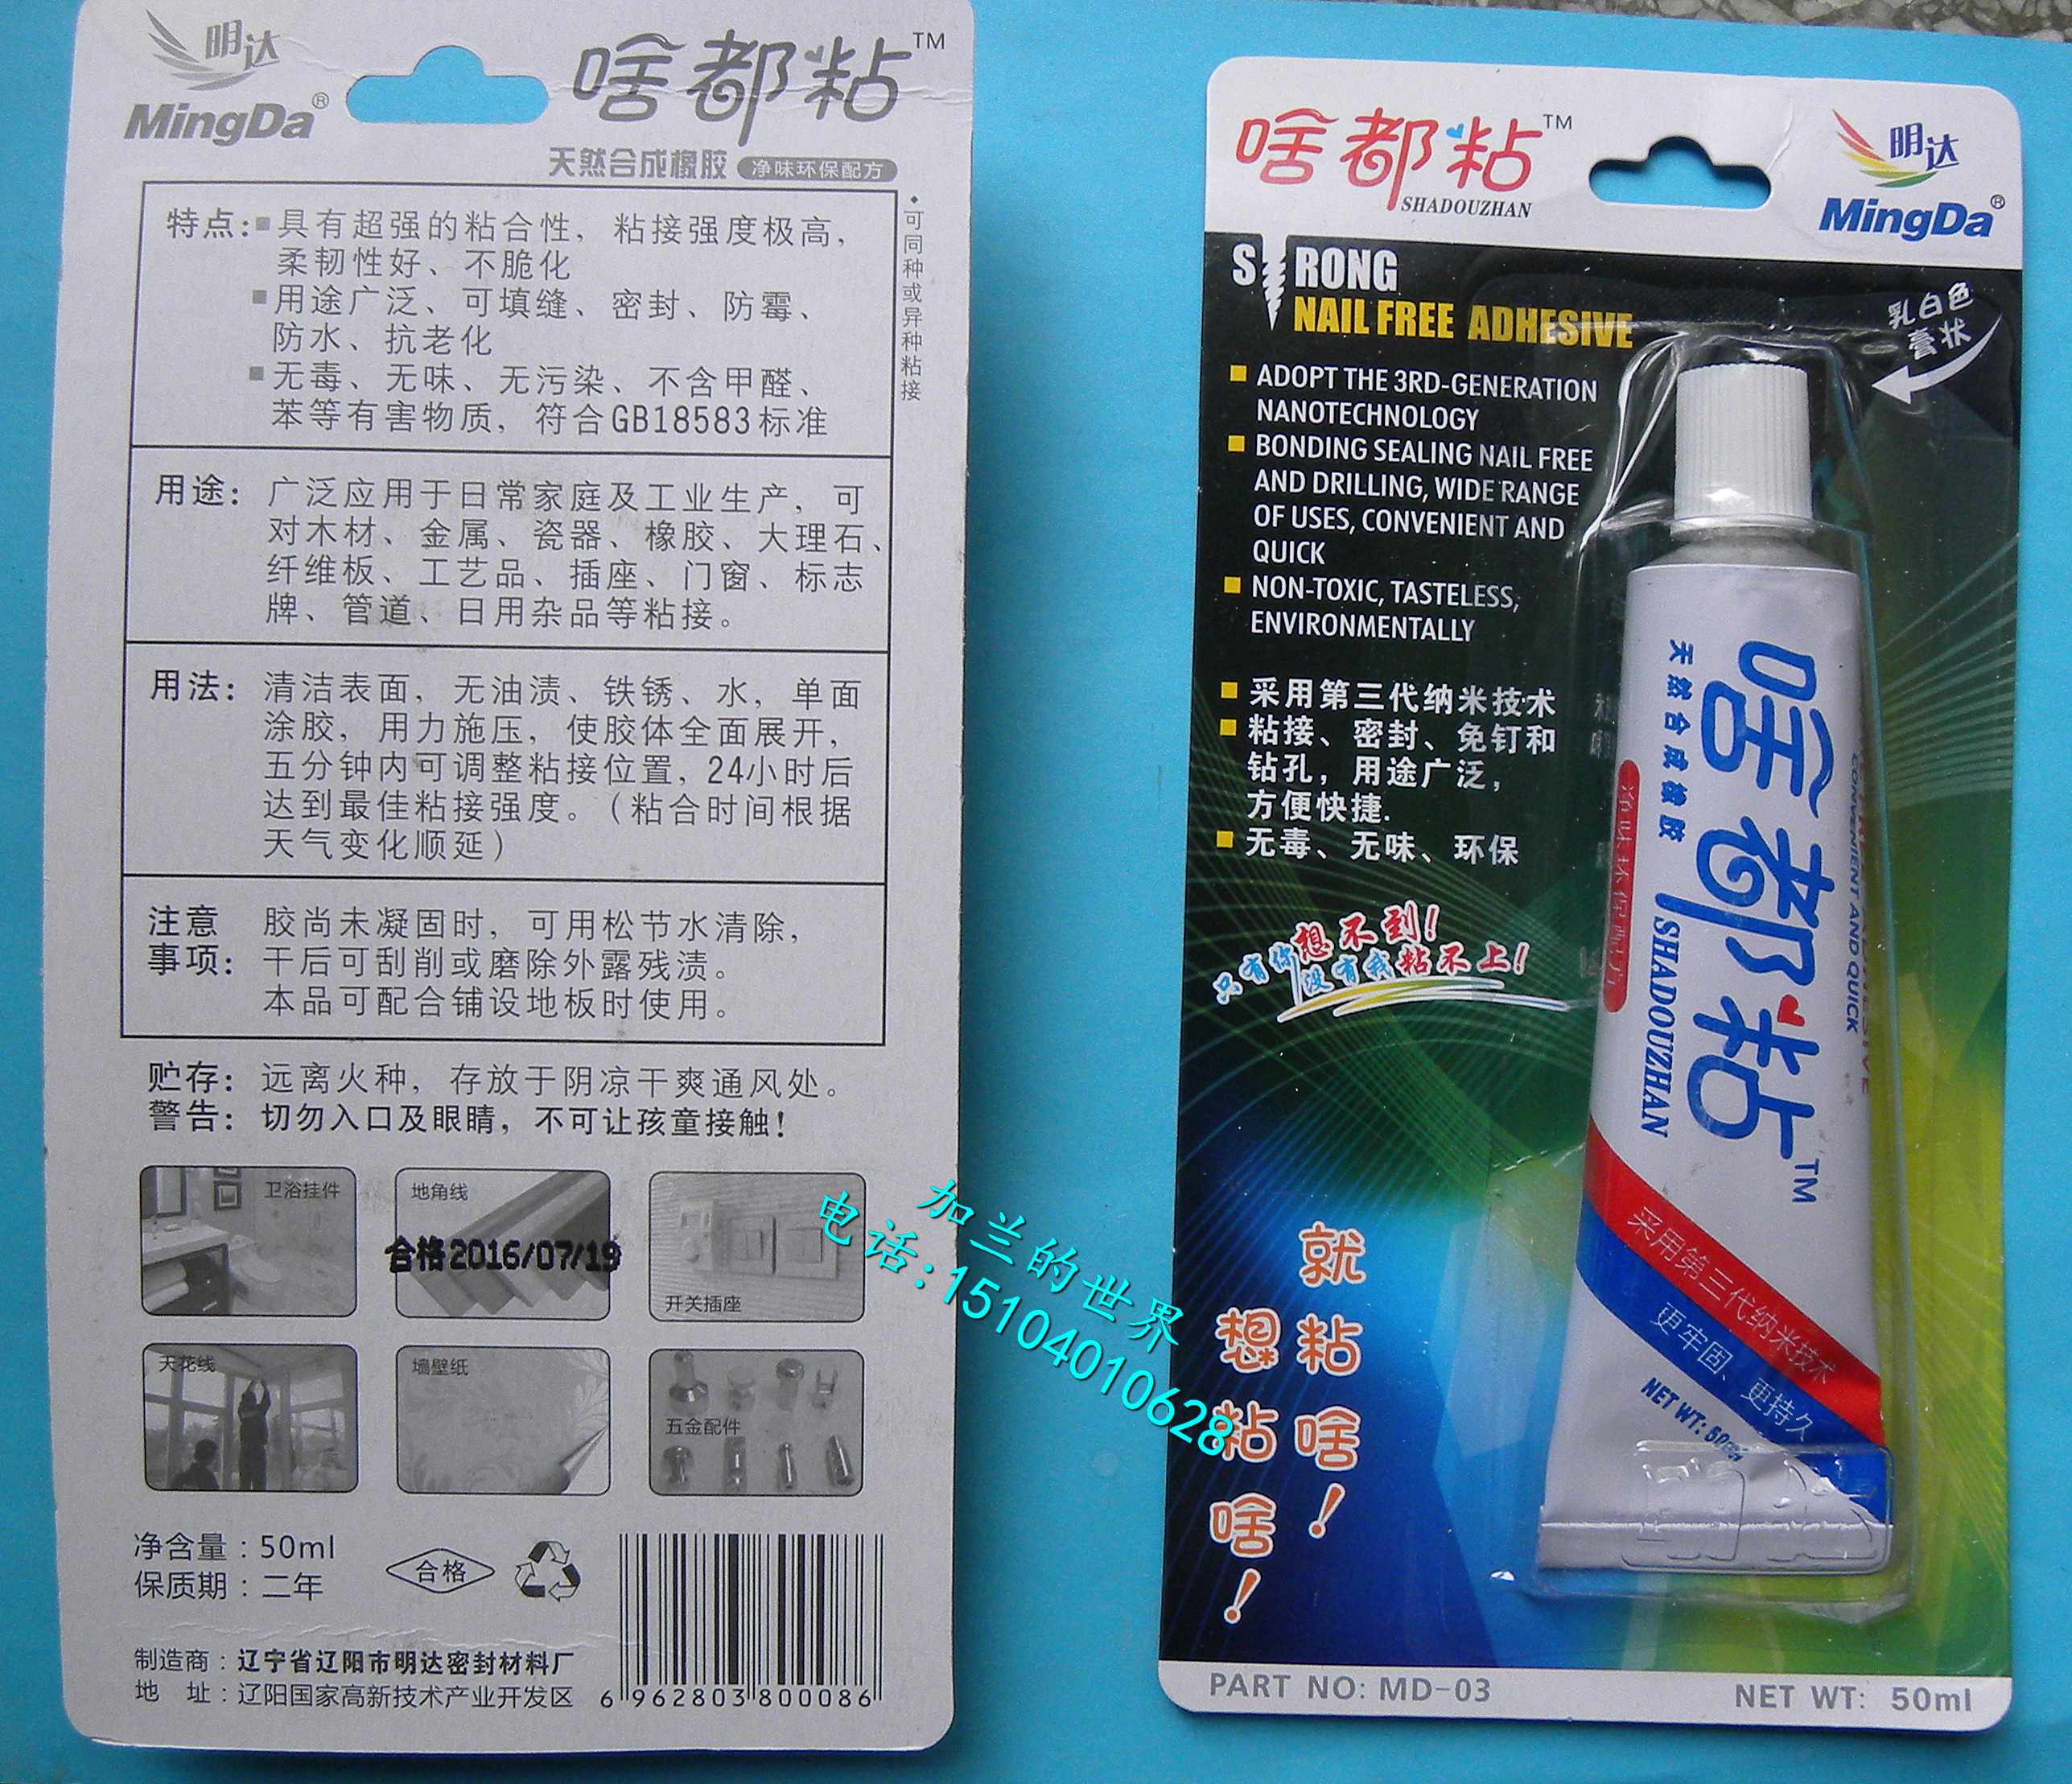 明达
MingDa®
啥都粘™
天然合成橡胶 净味环保配方
·可同种或异种粘接
特点:▪具有超强的粘合性，粘接强度极高，
柔韧性好、不脆化
▪用途广泛、可填缝、密封、防霉、
防水、抗老化
▪无毒、无味、无污染、不含甲醛、
苯等有害物质，符合GB18583标准
用途: 广泛应用于日常家庭及工业生产，可
对木材、金属、瓷器、橡胶、大理石、
纤维板、工艺品、插座、门窗、标志
牌、管道、日用杂品等粘接。
用法: 清洁表面，无油渍、铁锈、水，单面
涂胶，用力施压，使胶体全面展开，
五分钟内可调整粘接位置，24小时后
达到最佳粘接强度。（粘合时间根据
天气变化顺延）
注意 胶尚未凝固时，可用松节水清除，
事项: 干后可刮削或磨除外露残渍。
本品可配合铺设地板时使用。
贮存: 远离火种，存放于阴凉干爽通风处。
警告: 切勿入口及眼睛，不可让孩童接触!
卫浴挂件
地角线
合格2016/07/19
开关插座
天花线
墙壁纸
五金配件
净含量：50ml
保质期：二年
合格
制造商：辽宁省辽阳市明达密封材料厂
地 址：辽阳国家高新技术产业开发区
6 962803 800086
加兰的世界
电话:15104010628
啥都粘™
SHADOUZHAN
明达
MingDa®
STRONG
NAIL FREE ADHESIVE
乳白色
膏状
ADOPT THE 3RD-GENERATION
NANOTECHNOLOGY
BONDING SEALING NAIL FREE
AND DRILLING, WIDE RANGE
OF USES, CONVENIENT AND
QUICK
NON-TOXIC, TASTELESS,
ENVIRONMENTALLY
采用第三代纳米技术
粘接、密封、免钉和
钻孔，用途广泛，
方便快捷.
无毒、无味、环保
只有你想不到!
没有我粘不上!
就粘啥!
想粘啥!
CONVENIENT AND QUICK
啥都粘™
SHADOUZHAN
天然合成橡胶
净味环保配方
采用第三代纳米技术
更牢固、更持久
NET WT:
PART NO: MD-03
NET WT: 50ml